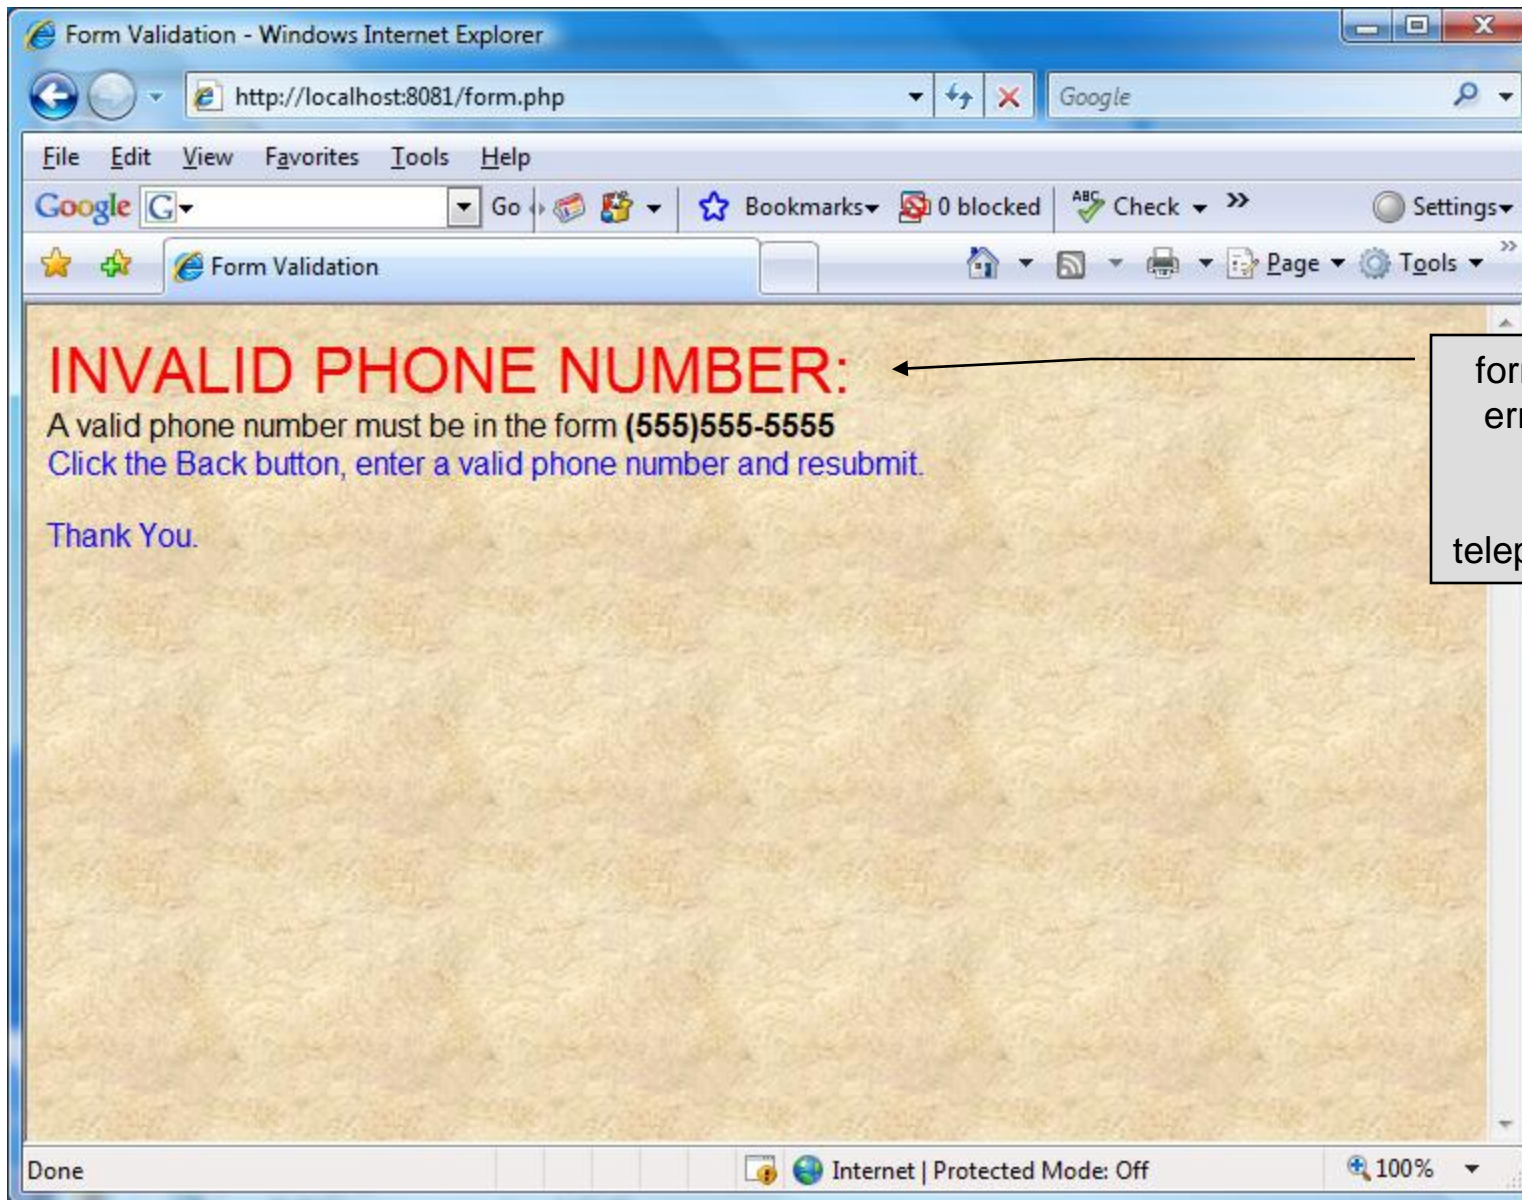 Form Validation - Windows Internet Explorer
http://localhost:8081/form.php
Google
File Edit View Favorites Tools Help
Google G Go Bookmarks 0 blocked ABC Check » Settings
Form Validation Page Tools »
INVALID PHONE NUMBER:
A valid phone number must be in the form (555)555-5555
Click the Back button, enter a valid phone number and resubmit.
Thank You.
Done Internet | Protected Mode: Off 100%